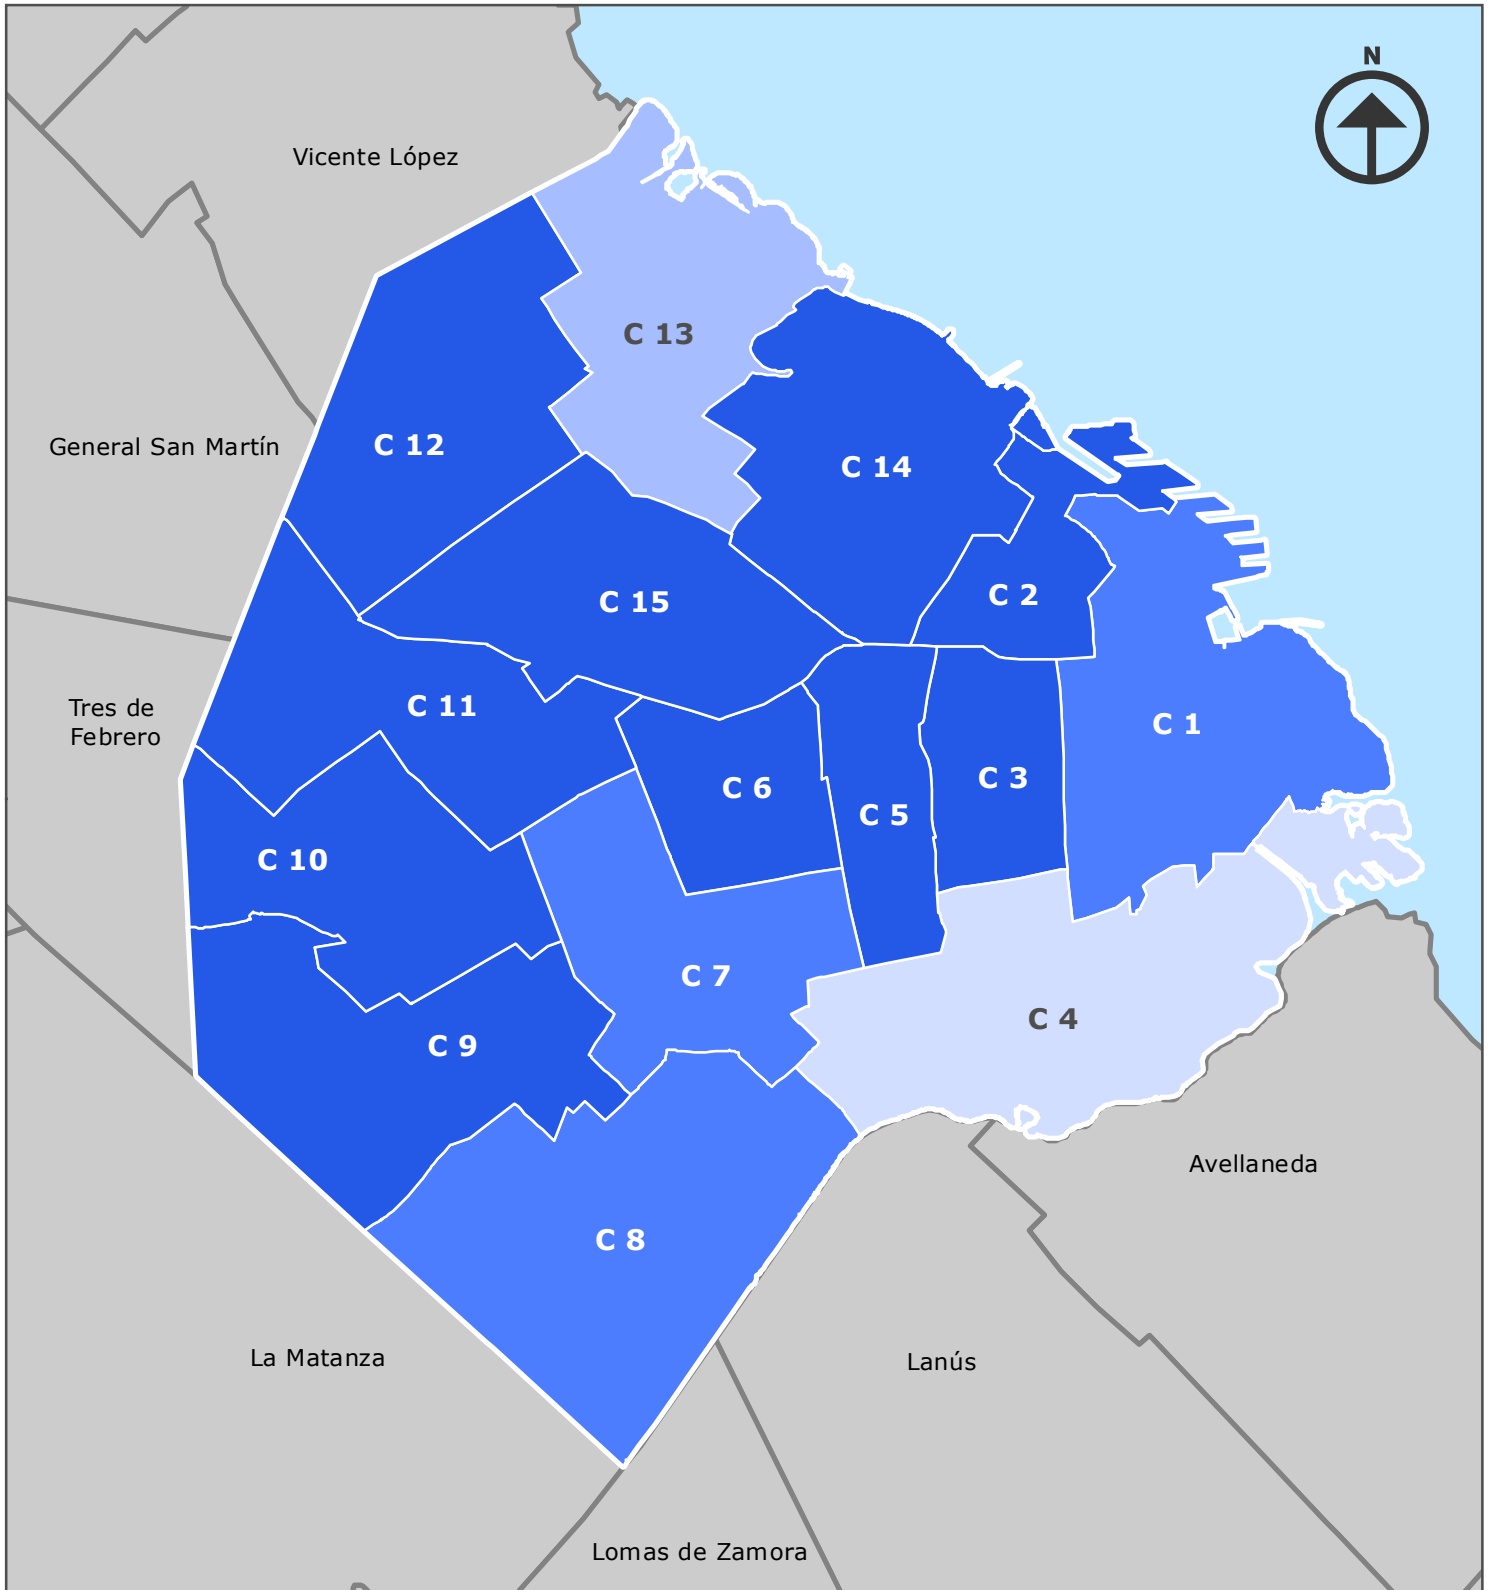 N
Vicente López
C 13
General San Martín
C 12
C 14
C 15
C 2
Tres de
Febrero
C 11
C 1
C 6
C 3
C 5
C 10
C 7
C 4
C 9
Avellaneda
C 8
La Matanza
Lanús
Lomas de Zamora